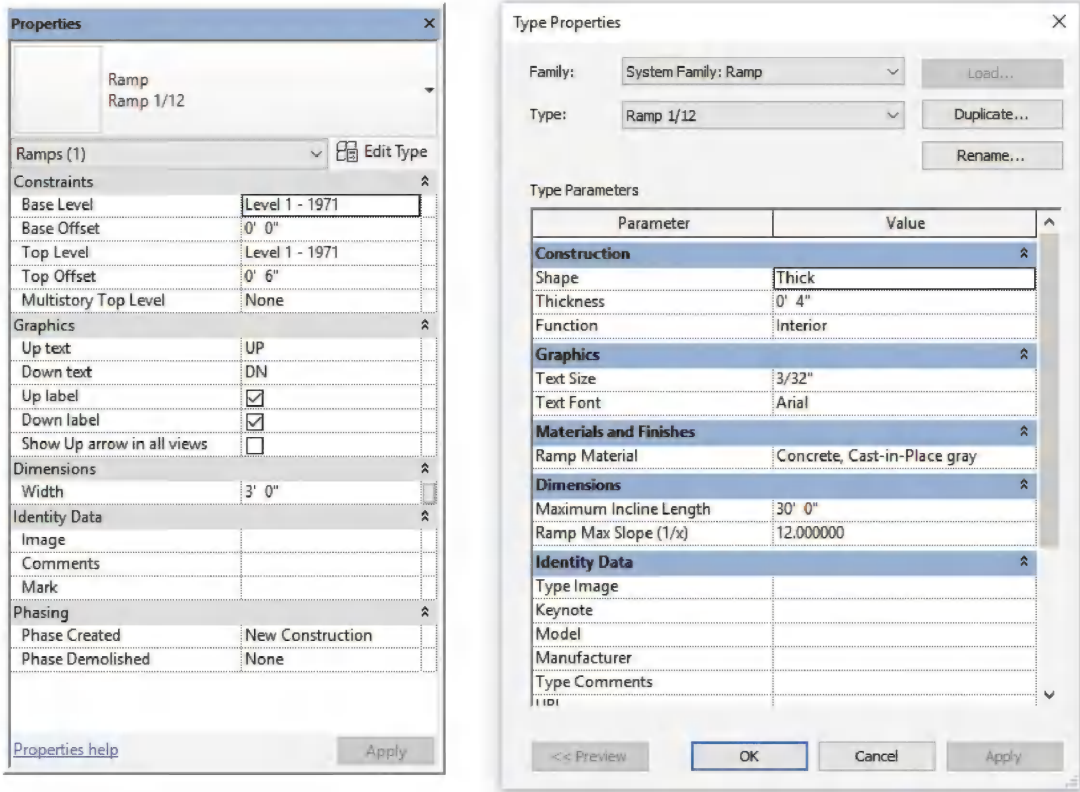 Properties
Ramp
Ramp 1/12
Ramps (1) Edit Type
Constraints
Base Level Level 1 - 1971
Base Offset 0' 0"
Top Level Level 1 - 1971
Top Offset 0' 6"
Multistory Top Level None
Graphics
Up text UP
Down text DN
Up label
Down label
Show Up arrow in all views
Dimensions
Width 3' 0"
Identity Data
Image
Comments
Mark
Phasing
Phase Created New Construction
Phase Demolished None
Properties help Apply
Type Properties
Family: System Family: Ramp Load...
Type: Ramp 1/12 Duplicate...
Rename...
Type Parameters
Parameter Value
Construction
Shape Thick
Thickness 0' 4"
Function Interior
Graphics
Text Size 3/32"
Text Font Arial
Materials and Finishes
Ramp Material Concrete, Cast-in-Place gray
Dimensions
Maximum Incline Length 30' 0"
Ramp Max Slope (1/x) 12.000000
Identity Data
Type Image
Keynote
Model
Manufacturer
Type Comments
<< Preview OK Cancel Apply